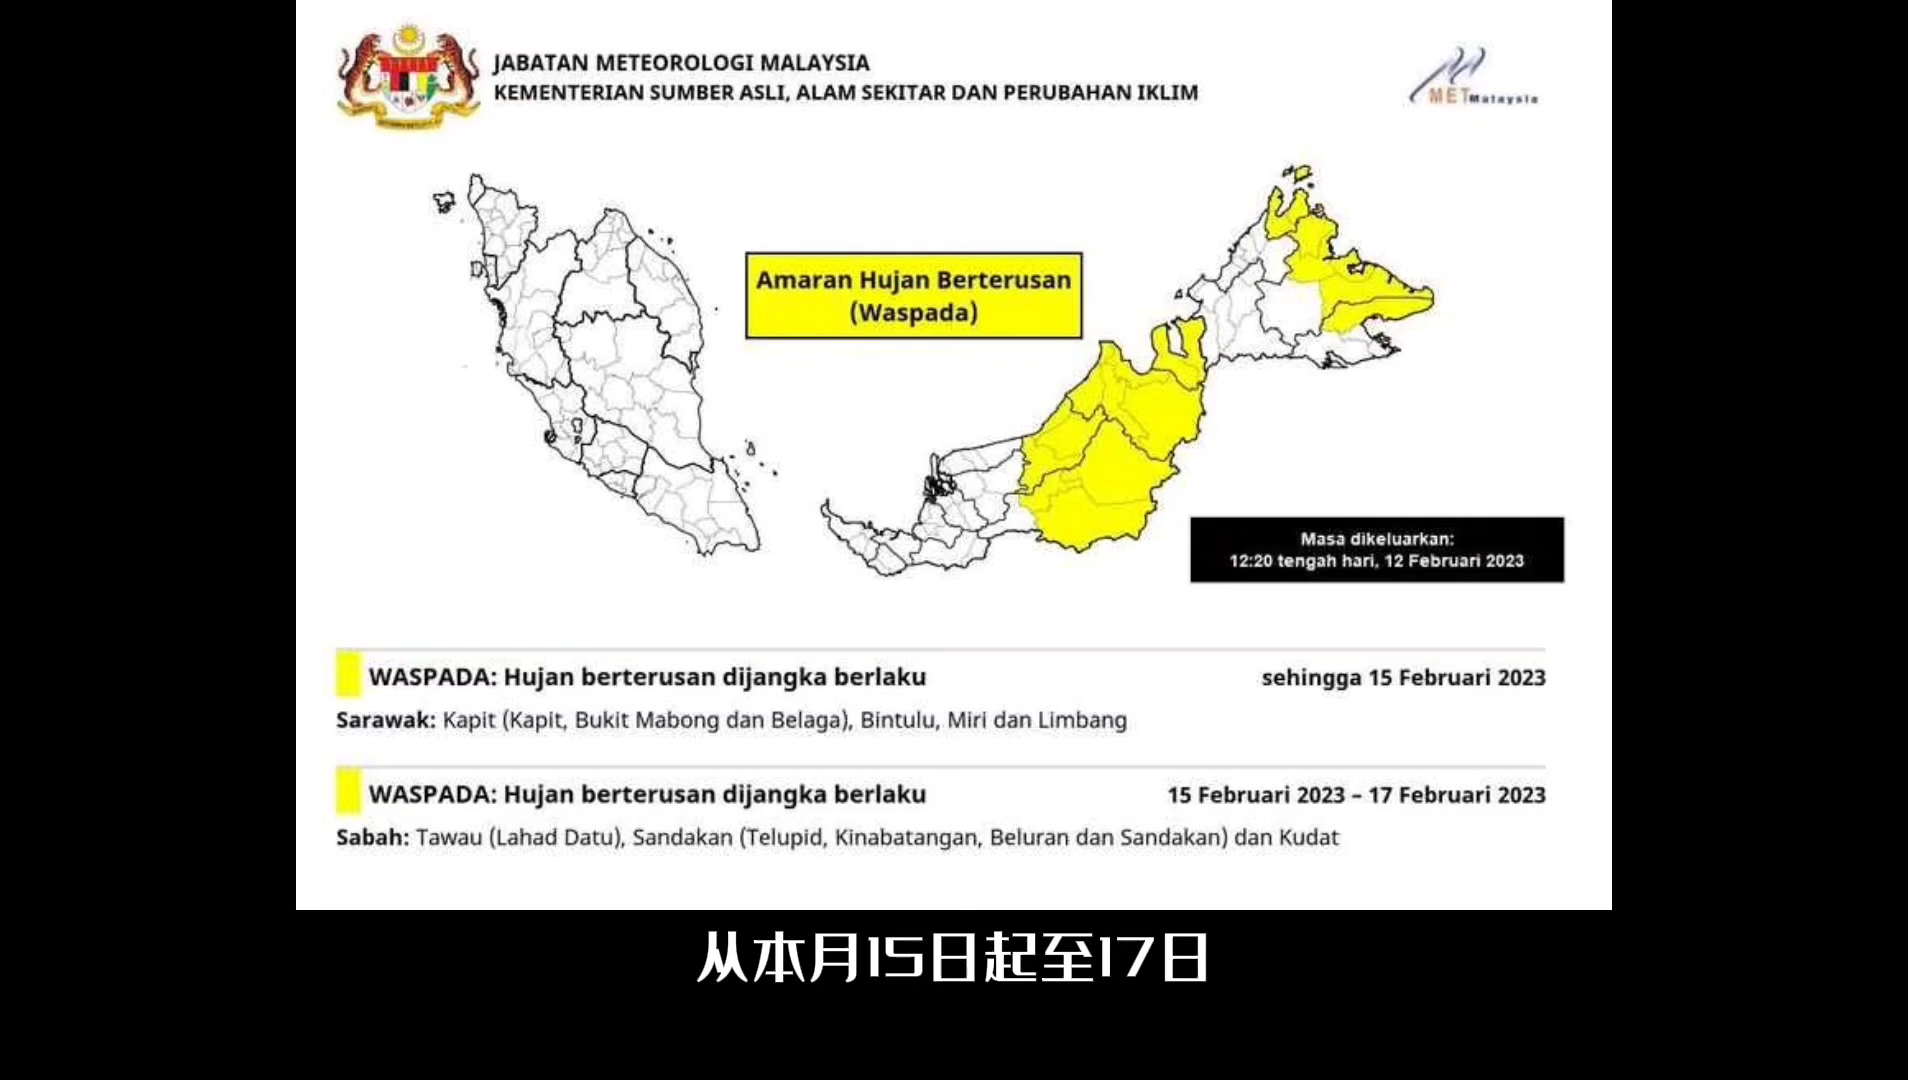 JABATAN METEOROLOGI MALAYSIA
KEMENTERIAN SUMBER ASLI, ALAM SEKITAR DAN PERUBAHAN IKLIM
METMalaysia
Amaran Hujan Berterusan
(Waspada)
Masa dikeluarkan:
12:20 tengah hari, 12 Februari 2023
WASPADA: Hujan berterusan dijangka berlaku sehingga 15 Februari 2023
Sarawak: Kapit (Kapit, Bukit Mabong dan Belaga), Bintulu, Miri dan Limbang
WASPADA: Hujan berterusan dijangka berlaku 15 Februari 2023 – 17 Februari 2023
Sabah: Tawau (Lahad Datu), Sandakan (Telupid, Kinabatangan, Beluran dan Sandakan) dan Kudat
从本月15日起至17日